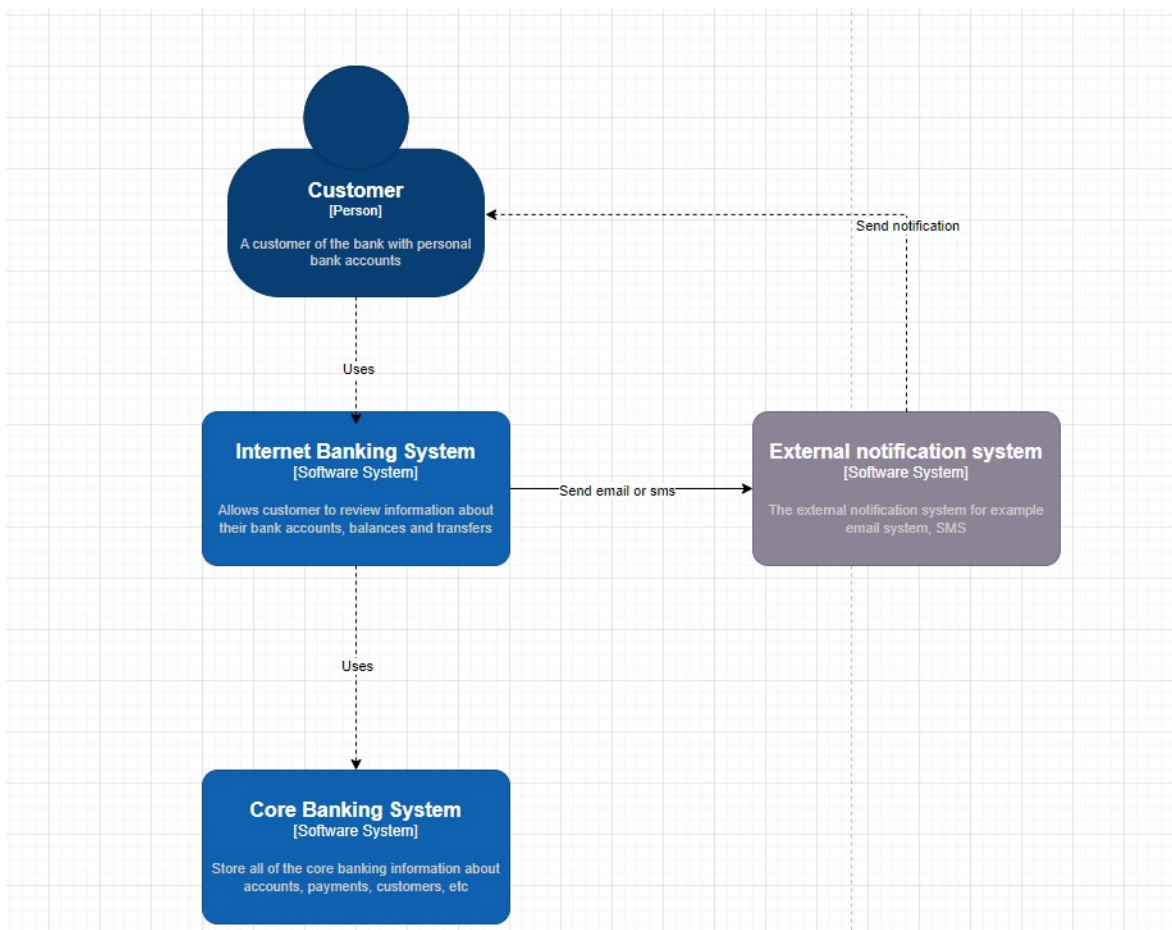 Customer
[Person]
A customer of the bank with personal
bank accounts
Send notification
Uses
Internet Banking System
[Software System]
Allows customer to review information about
their bank accounts, balances and transfers
Send email or sms
External notification system
[Software System]
The external notification system for example
email system, SMS
Uses
Core Banking System
[Software System]
Store all of the core banking information about
accounts, payments, customers, etc